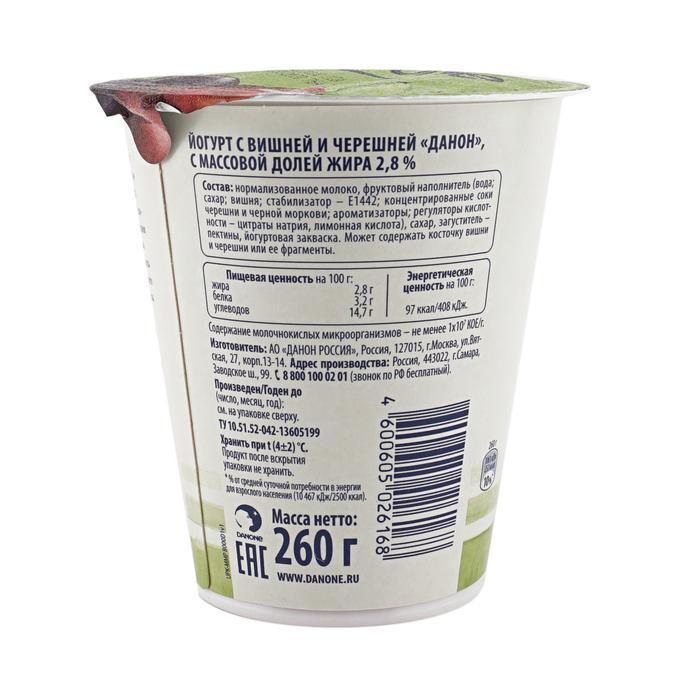 ЙОГУРТ С ВИШНЕЙ И ЧЕРЕШНЕЙ «ДАНОН»,
С МАССОВОЙ ДОЛЕЙ ЖИРА 2,8 %
Состав: нормализованное молоко, фруктовый наполнитель (вода;
сахар; вишня; стабилизатор – Е1442; концентрированные соки
черешни и черной моркови; ароматизаторы; регуляторы кислот-
ности – цитраты натрия, лимонная кислота), сахар, загуститель –
пектины, йогуртовая закваска. Может содержать косточку вишни
и черешни или ее фрагменты.
Пищевая ценность на 100 г:
жира 2,8 г
белка 3,2 г
углеводов 14,7 г
Энергетическая
ценность на 100 г:
97 ккал/408 кДж.
Содержание молочнокислых микроорганизмов – не менее 1х10⁷ КОЕ/г.
Изготовитель: АО «ДАНОН РОССИЯ», Россия, 127015, г.Москва, ул.Вят-
ская, 27, корп.13-14. Адрес производства: Россия, 443022, г.Самара,
Заводское ш., 99. 8 800 100 02 01 (звонок по РФ бесплатный).
Произведен/Годен до
(число, месяц, год):
см. на упаковке сверху.
ТУ 10.51.52-042-13605199
Хранить при t (4±2) °С.
Продукт после вскрытия
упаковки не хранить.
* % от средней суточной потребности в энергии
для взрослого населения (10 467 кДж/2500 ккал).
4 600605 026168
260 г
10%*
DANONE
EAC
Масса нетто:
260 г
WWW.DANONE.RU